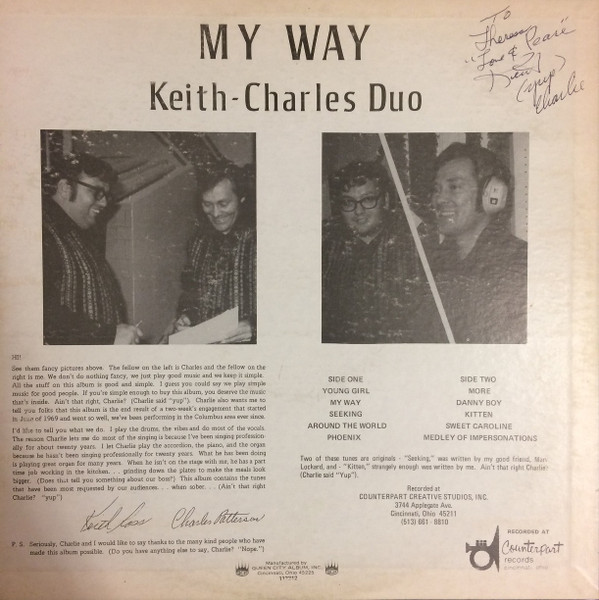 MY WAY
Keith-Charles Duo
To
Theresa
"Love & Peace"
(yup)
Charlie
HI!
See them fancy pictures above. The fellow on the left is Charles and the fellow on the
right is me. We don't do nothing fancy, we just play good music and we keep it simple.
All the stuff on this album is good and simple. I guess you could say we play simple
music for good people. If you're simple enough to buy this album, you deserve the music
that's inside. Ain't that right, Charlie? (Charlie said "yup"). Charlie also wants me to
tell you folks that this album is the end result of a two-week's engagement that started
in June of 1969 and went so well, we've been performing in the Columbus area ever since.
I'd like to tell you what we do. I play the drums, the vibes and do most of the vocals.
The reason Charlie lets me do most of the singing is because I've been singing profession-
ally for about twenty years. I let Charlie play the accordion, the piano, and the organ
because he hasn't been singing professionally for twenty years. What he has been doing
is playing great organ for many years. When he isn't on the stage with me, he has a part
time job working in the kitchen. . . . grinding down the plates to make the meals look
bigger. (Does that tell you something about our boss?) This album contains the tunes
that have been most requested by our audiences. . . . when sober. . . (Ain't that right
Charlie? "yup")
Keith Ross Charles Patterson
P. S. Seriously, Charlie and I would like to say thanks to the many kind people who have
made this album possible. (Do you have anything else to say, Charlie? "Nope.")
SIDE ONE
YOUNG GIRL
MY WAY
SEEKING
AROUND THE WORLD
PHOENIX
SIDE TWO
MORE
DANNY BOY
KITTEN
SWEET CAROLINE
MEDLEY OF IMPERSONATIONS
Two of these tunes are originals - "Seeking," was written by my good friend,
Lockard, and - "Kitten," strangely enough was written by me. Ain't that right Charlie?
(Charlie said "Yup").
Recorded at
COUNTERPART CREATIVE STUDIOS, INC.
3744 Applegate Ave.
Cincinnati, Ohio 45211
(513) 661-8810
RECORDED AT
Counterpart
records
Manufactured by
QUEEN CITY ALBUM, INC.
Cincinnati, Ohio